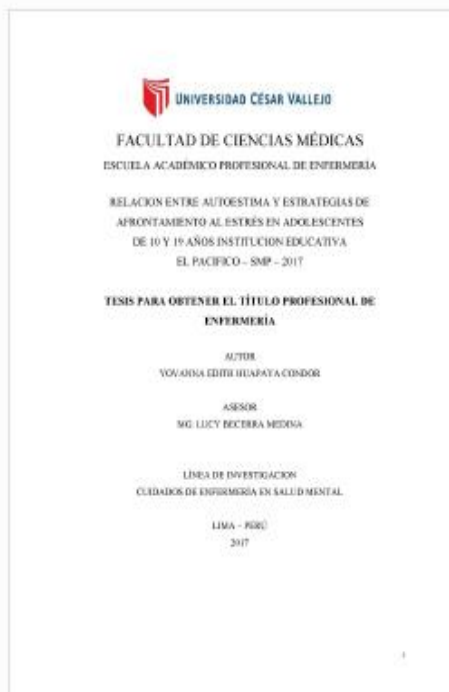 UNIVERSIDAD CÉSAR VALLEJO
FACULTAD DE CIENCIAS MÉDICAS
ESCUELA ACADÉMICO PROFESIONAL DE ENFERMERÍA
RELACION ENTRE AUTOESTIMA Y ESTRATEGIAS DE
AFRONTAMIENTO AL ESTRÉS EN ADOLESCENTES
DE 10 Y 19 AÑOS INSTITUCION EDUCATIVA
EL PACIFICO – SMP – 2017
TESIS PARA OBTENER EL TÍTULO PROFESIONAL DE
ENFERMERÍA
AUTOR
YOVANNA EDITH HUAPAYA CONDOR
ASESOR
MG. LUCY BECERRA MEDINA
LÍNEA DE INVESTIGACION
CUIDADOS DE ENFERMERÍA EN SALUD MENTAL
LIMA – PERÚ
2017